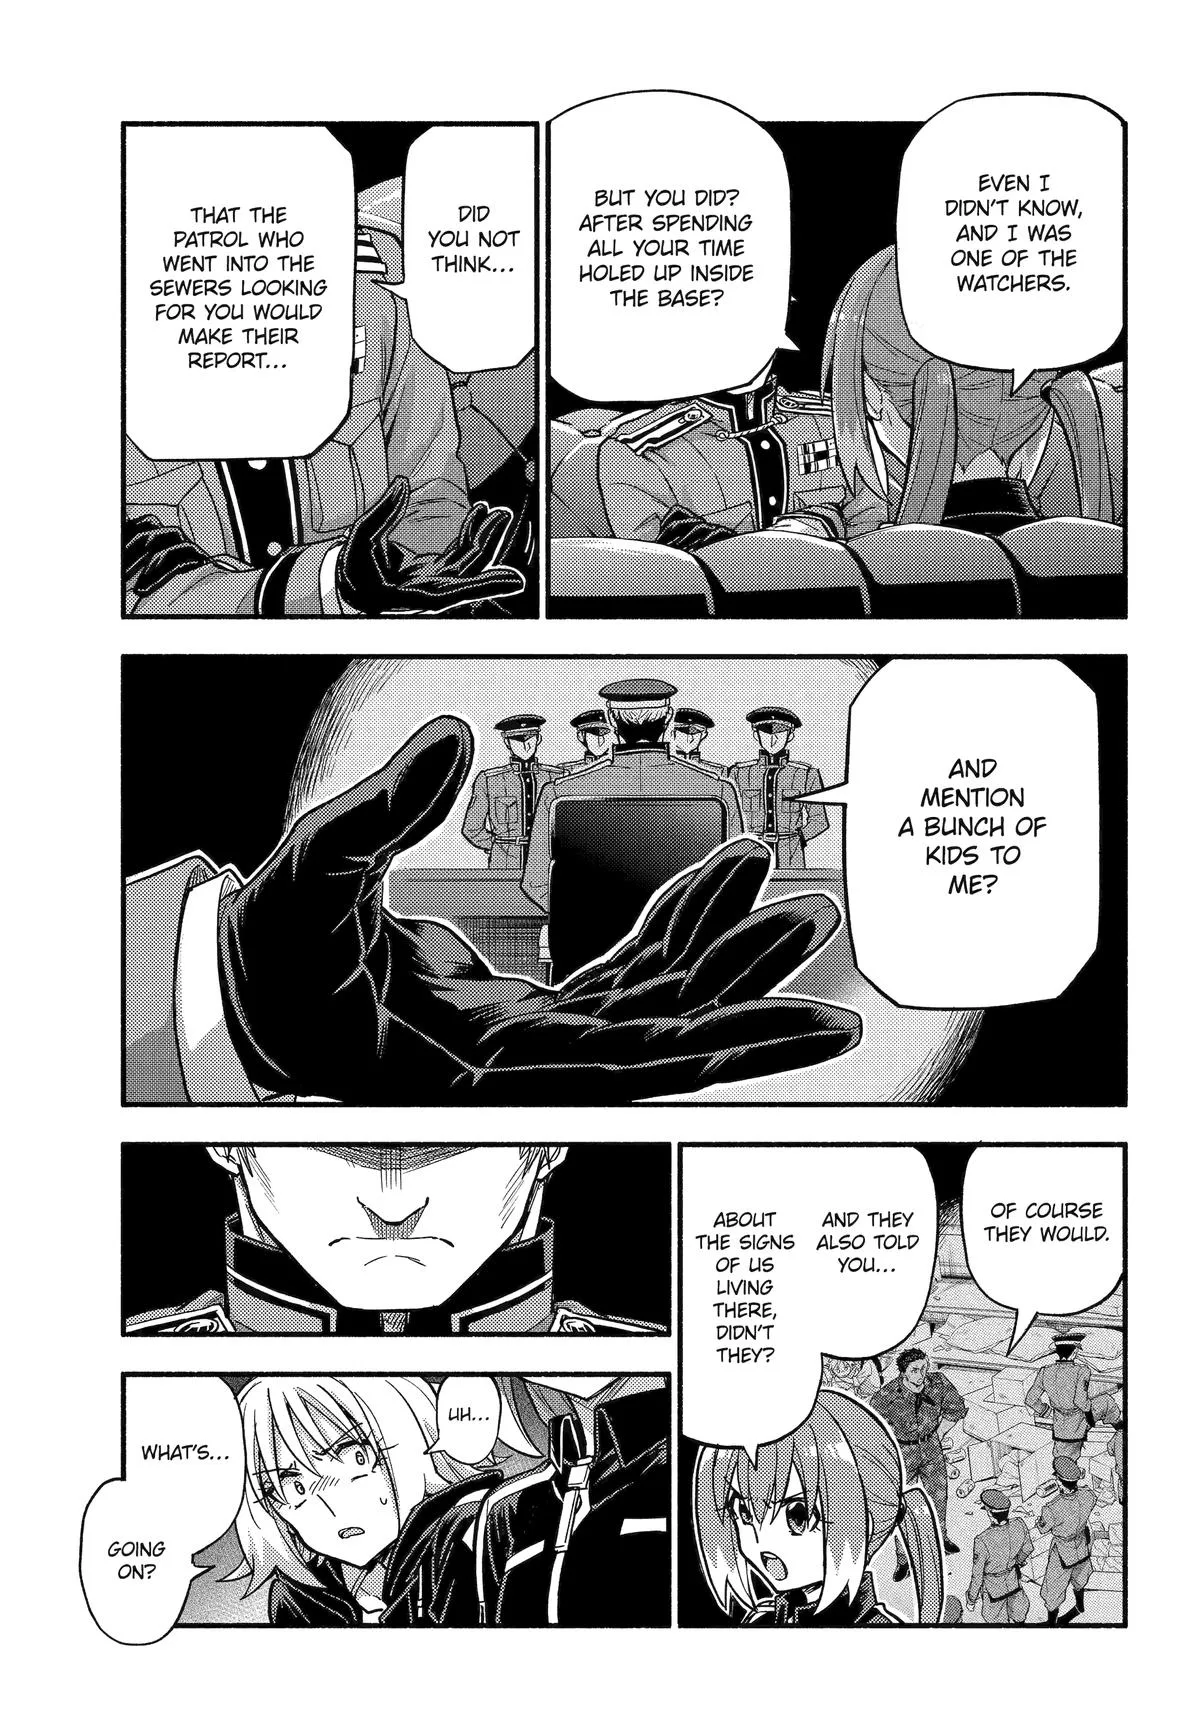 EVEN I
DIDN'T KNOW,
AND I WAS
ONE OF THE
WATCHERS.
BUT YOU DID?
AFTER SPENDING
ALL YOUR TIME
HOLED UP INSIDE
THE BASE?
DID
YOU NOT
THINK...
THAT THE
PATROL WHO
WENT INTO THE
SEWERS LOOKING
FOR YOU WOULD
MAKE THEIR
REPORT...
AND
MENTION
A BUNCH OF
KIDS TO
ME?
OF COURSE
THEY WOULD.
AND THEY
ALSO TOLD
YOU...
ABOUT
THE SIGNS
OF US
LIVING
THERE,
DIDN'T
THEY?
UH...
WHAT'S...
GOING
ON?